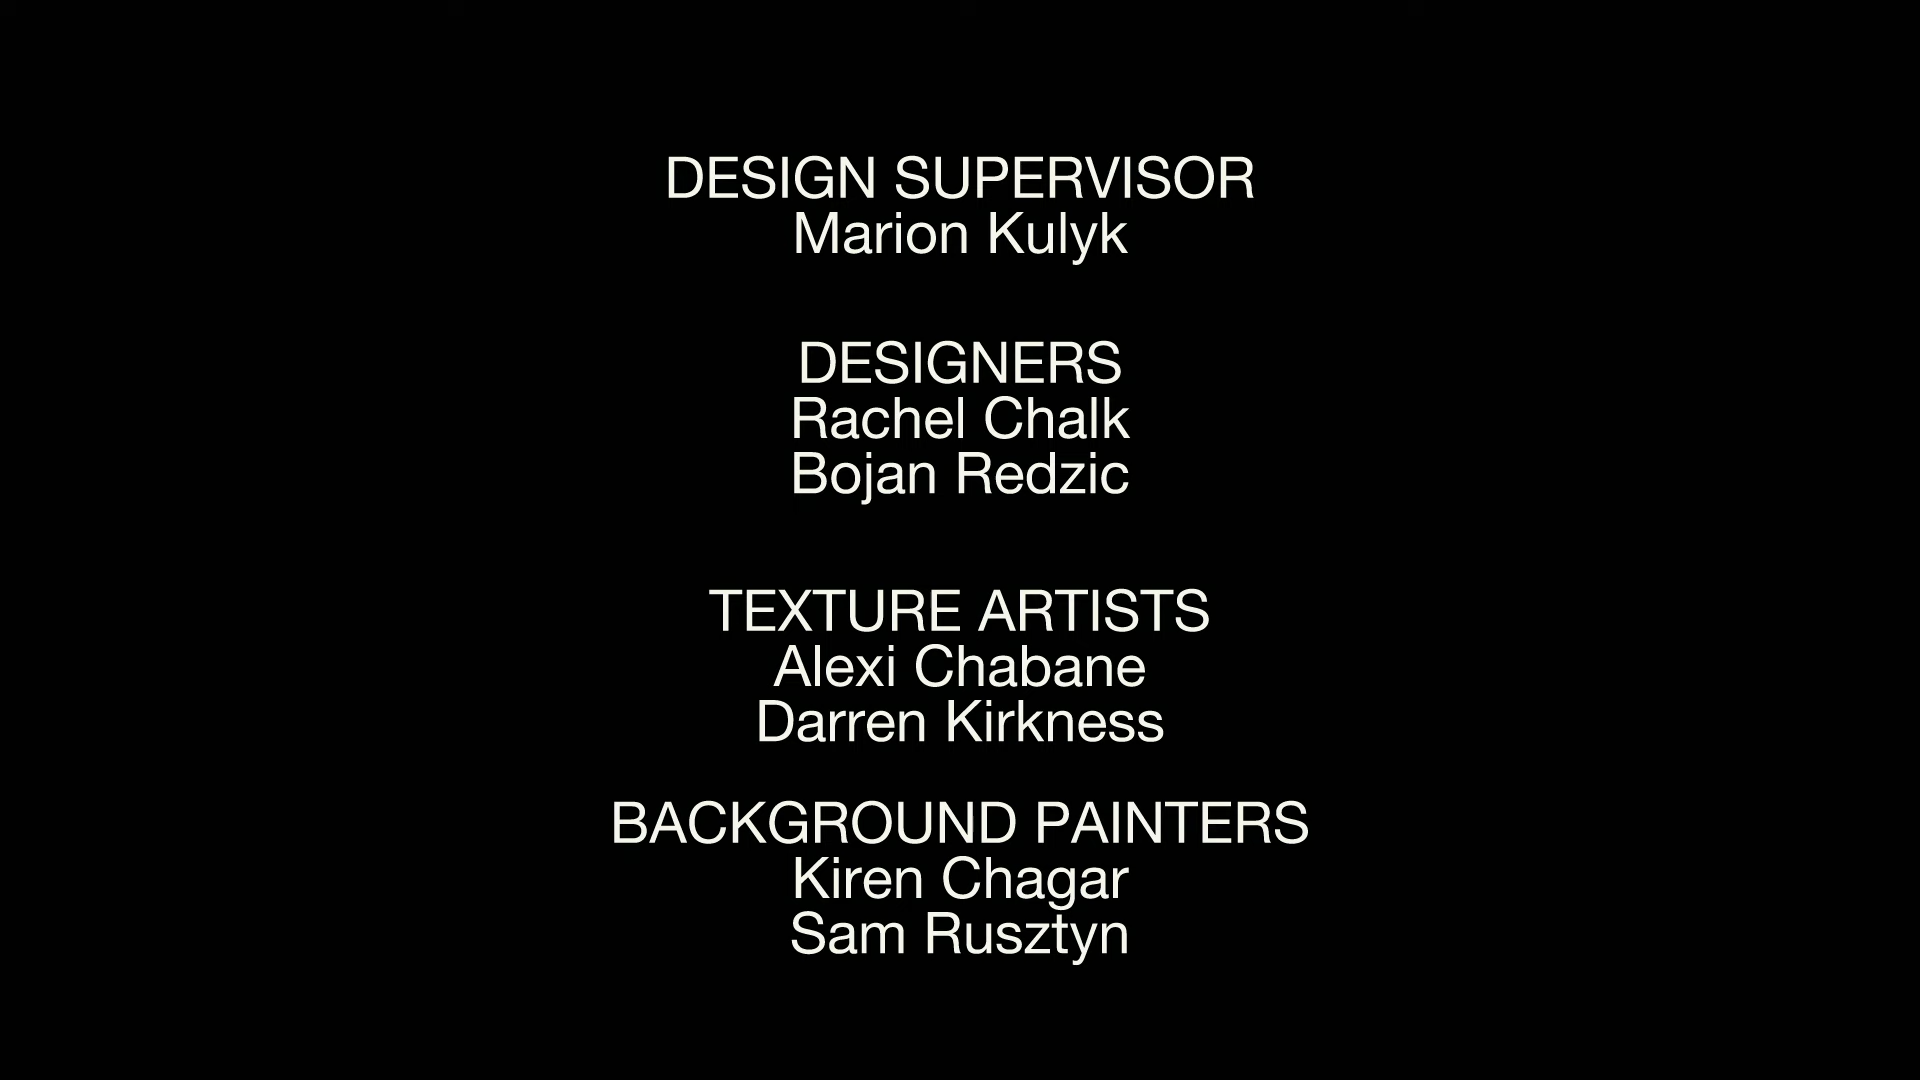 DESIGN SUPERVISOR
Marion Kulyk
DESIGNERS
Rachel Chalk
Bojan Redzic
TEXTURE ARTISTS
Alexi Chabane
Darren Kirkness
BACKGROUND PAINTERS
Kiren Chagar
Sam Rusztyn